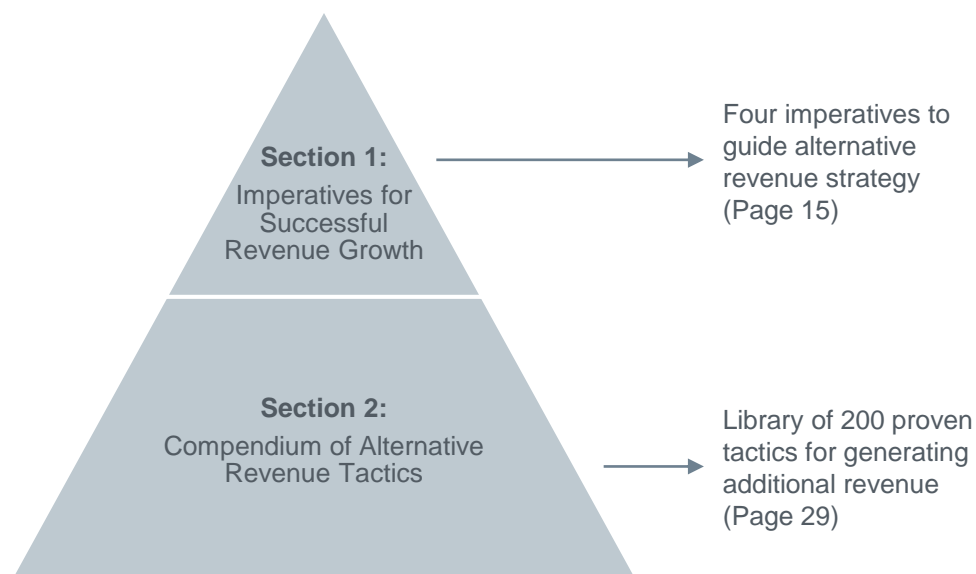 Section 1:
Imperatives for
Successful
Revenue Growth
Four imperatives to
guide alternative
revenue strategy
(Page 15)
Section 2:
Compendium of Alternative
Revenue Tactics
Library of 200 proven
tactics for generating
additional revenue
(Page 29)